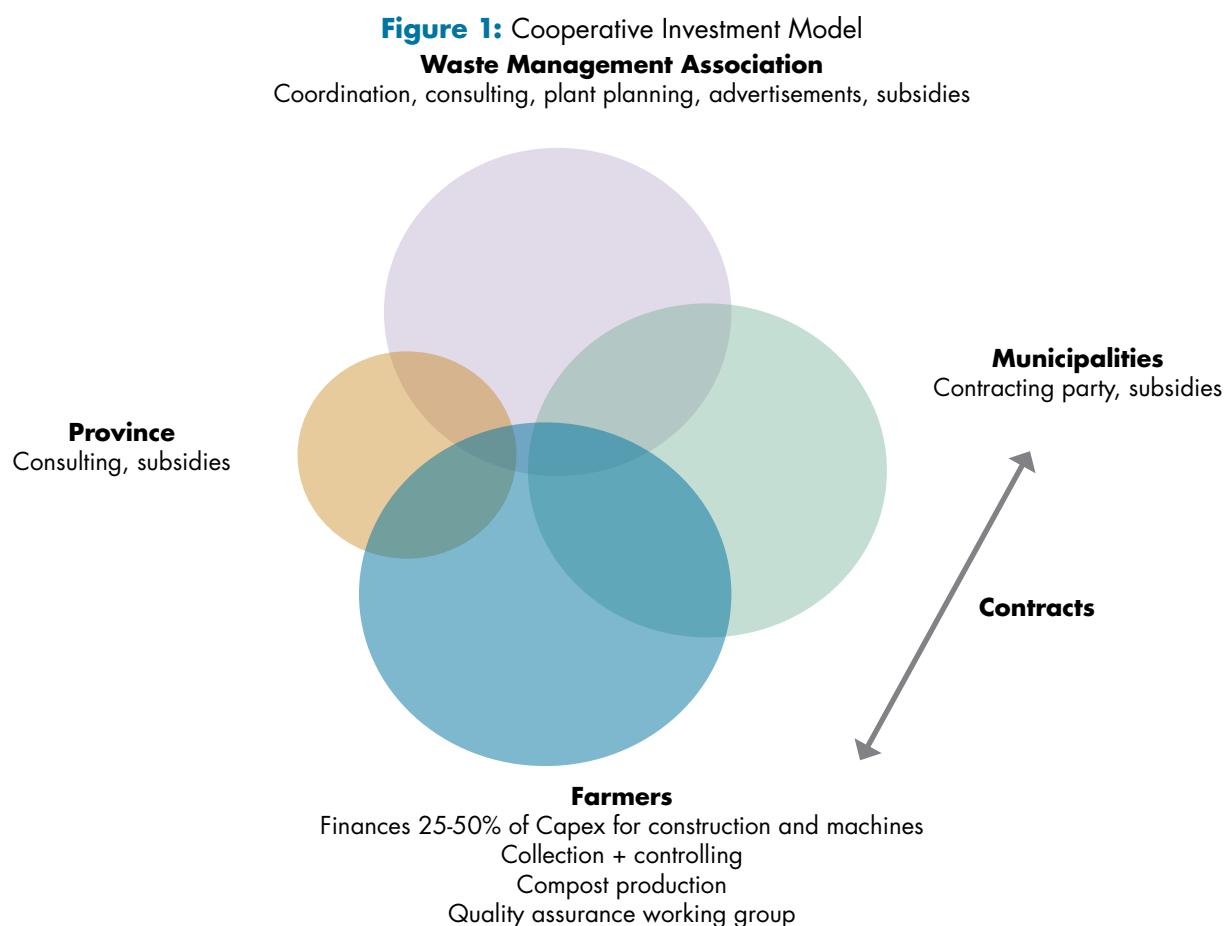 Figure 1: Cooperative Investment Model
Waste Management Association
Coordination, consulting, plant planning, advertisements, subsidies
Municipalities
Contracting party, subsidies
Province
Consulting, subsidies
Contracts
Farmers
Finances 25-50% of Capex for construction and machines
Collection + controlling
Compost production
Quality assurance working group